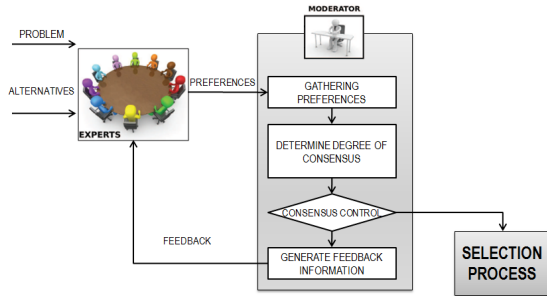 MODERATOR
PROBLEM
ALTERNATIVES
EXPERTS
PREFERENCES
GATHERING
PREFERENCES
DETERMINE DEGREE OF
CONSENSUS
CONSENSUS CONTROL
FEEDBACK
GENERATE FEEDBACK
INFORMATION
SELECTION
PROCESS